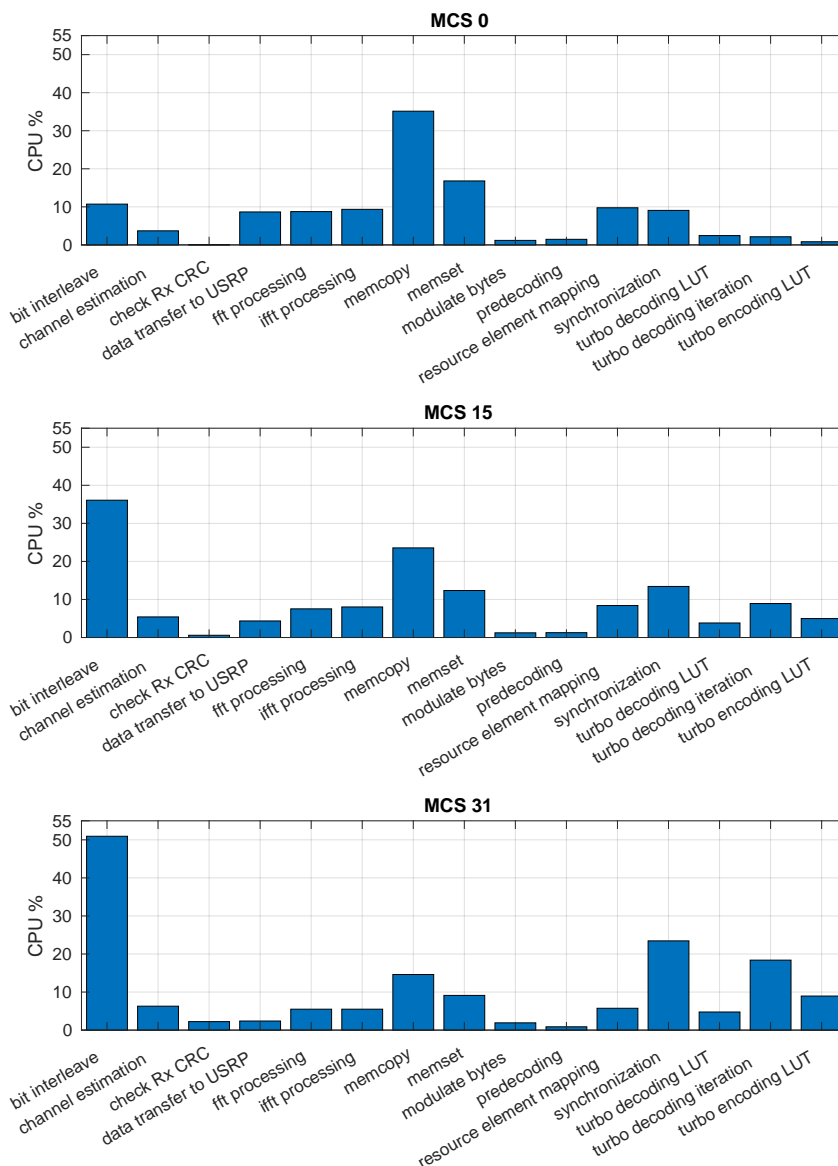 MCS 0
CPU %
55
50
40
30
20
10
0
bit interleave
channel estimation
check Rx CRC
data transfer to USRP
fft processing
ifft processing
memcopy
memset
modulate bytes
predecoding
resource element mapping
synchronization
turbo decoding LUT
turbo decoding iteration
turbo encoding LUT
MCS 15
CPU %
55
50
40
30
20
10
0
bit interleave
channel estimation
check Rx CRC
data transfer to USRP
fft processing
ifft processing
memcopy
memset
modulate bytes
predecoding
resource element mapping
synchronization
turbo decoding LUT
turbo decoding iteration
turbo encoding LUT
MCS 31
CPU %
55
50
40
30
20
10
0
bit interleave
channel estimation
check Rx CRC
data transfer to USRP
fft processing
ifft processing
memcopy
memset
modulate bytes
predecoding
resource element mapping
synchronization
turbo decoding LUT
turbo decoding iteration
turbo encoding LUT